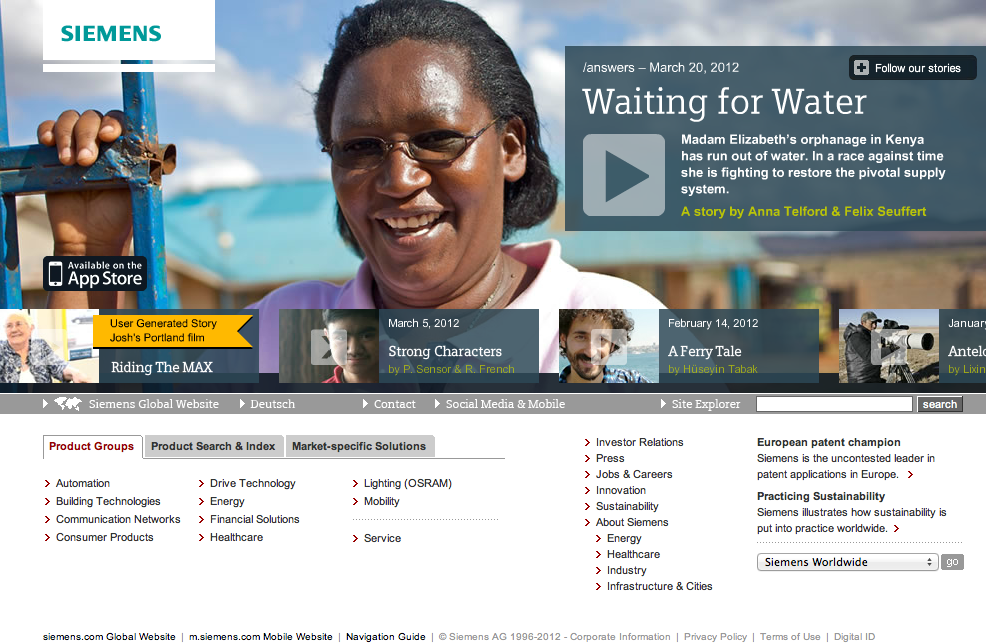 SIEMENS
/answers – March 20, 2012
Follow our stories
Waiting for Water
Madam Elizabeth's orphanage in Kenya
has run out of water. In a race against time
she is fighting to restore the pivotal supply
system.
A story by Anna Telford & Felix Seuffert
Available on the
App Store
User Generated Story
Josh's Portland film
Riding The MAX
March 5, 2012
Strong Characters
by P. Sensor & R. French
February 14, 2012
A Ferry Tale
by Hüseyin Tabak
January
Antelo
by Lixin
Siemens Global Website
Deutsch
Contact
Social Media & Mobile
Site Explorer
search
Product Groups
Product Search & Index
Market-specific Solutions
Automation
Building Technologies
Communication Networks
Consumer Products
Drive Technology
Energy
Financial Solutions
Healthcare
Lighting (OSRAM)
Mobility
Service
Investor Relations
Press
Jobs & Careers
Innovation
Sustainability
About Siemens
Energy
Healthcare
Industry
Infrastructure & Cities
European patent champion
Siemens is the uncontested leader in
patent applications in Europe.
Practicing Sustainability
Siemens illustrates how sustainability is
put into practice worldwide.
Siemens Worldwide
go
siemens.com Global Website | m.siemens.com Mobile Website | Navigation Guide | © Siemens AG 1996-2012 - Corporate Information | Privacy Policy | Terms of Use | Digital ID